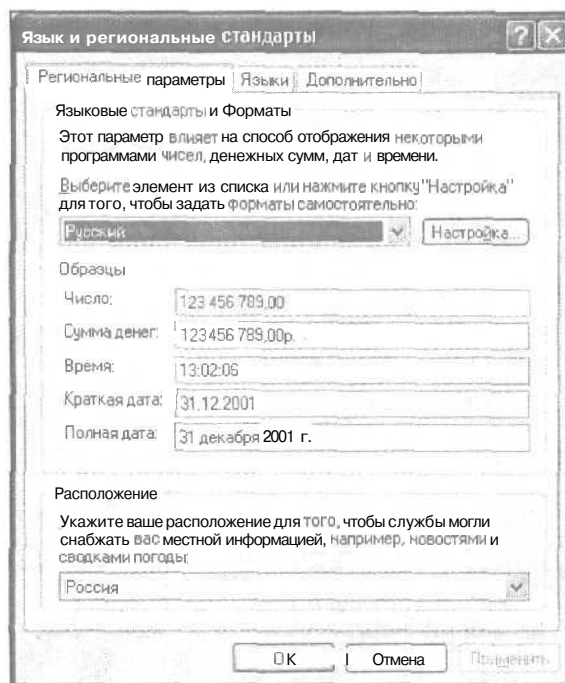 Язык и региональные стандарты
Региональные параметры Языки Дополнительно
Языковые стандарты и Форматы
Этот параметр влияет на способ отображения некоторыми
программами чисел, денежных сумм, дат и времени.
Выберите элемент из списка или нажмите кнопку "Настройка"
для того, чтобы задать форматы самостоятельно:
Русский Настройка...
Образцы
Число: 123 456 789,00
Сумма денег: 123456 789,00р.
Время: 13:02:06
Краткая дата: 31.12.2001
Полная дата: 31 декабря 2001 г.
Расположение
Укажите ваше расположение для того, чтобы службы могли
снабжать вас местной информацией, например, новостями и
сводками погоды:
Россия
OK Отмена Применить